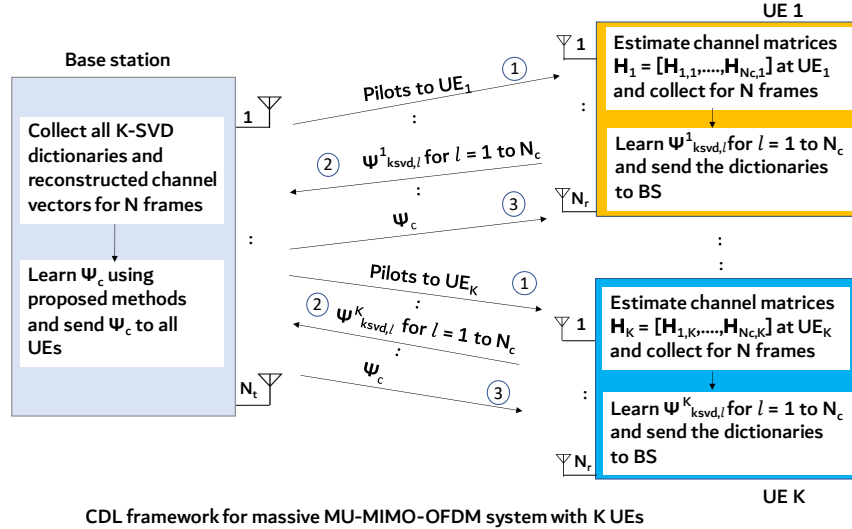 Base station
1
Collect all K-SVD
dictionaries and
reconstructed channel
vectors for N frames
Learn Ψc using
proposed methods
and send Ψc to all
UEs
Nt
:
Pilots to UE1
1
:
2
Ψ1ksvd,l for l = 1 to Nc
:
Ψc
3
Pilots to UEK
1
:
2
ΨKksvd,l for l = 1 to Nc
:
Ψc
3
UE 1
1
:
Nr
Estimate channel matrices
H1 = [H1,1,....,HNc,1] at UE1
and collect for N frames
Learn Ψ1ksvd,l for l = 1 to Nc
and send the dictionaries
to BS
: :
1
:
Nr
Estimate channel matrices
HK = [H1,K,....,HNc,K] at UEK
and collect for N frames
Learn ΨKksvd,l for l = 1 to Nc
and send the dictionaries
to BS
UE K
CDL framework for massive MU-MIMO-OFDM system with K UEs